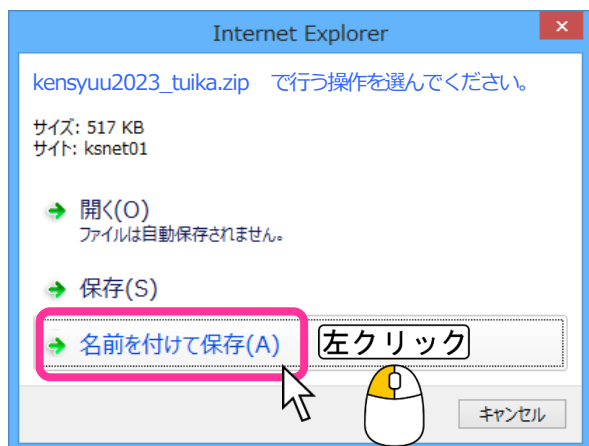 Internet Explorer
kensyuu2023_tuika.zip で行う操作を選んでください。
サイズ: 517 KB
サイト: ksnet01
開く(O)
ファイルは自動保存されません。
保存(S)
名前を付けて保存(A)
左クリック
キャンセル